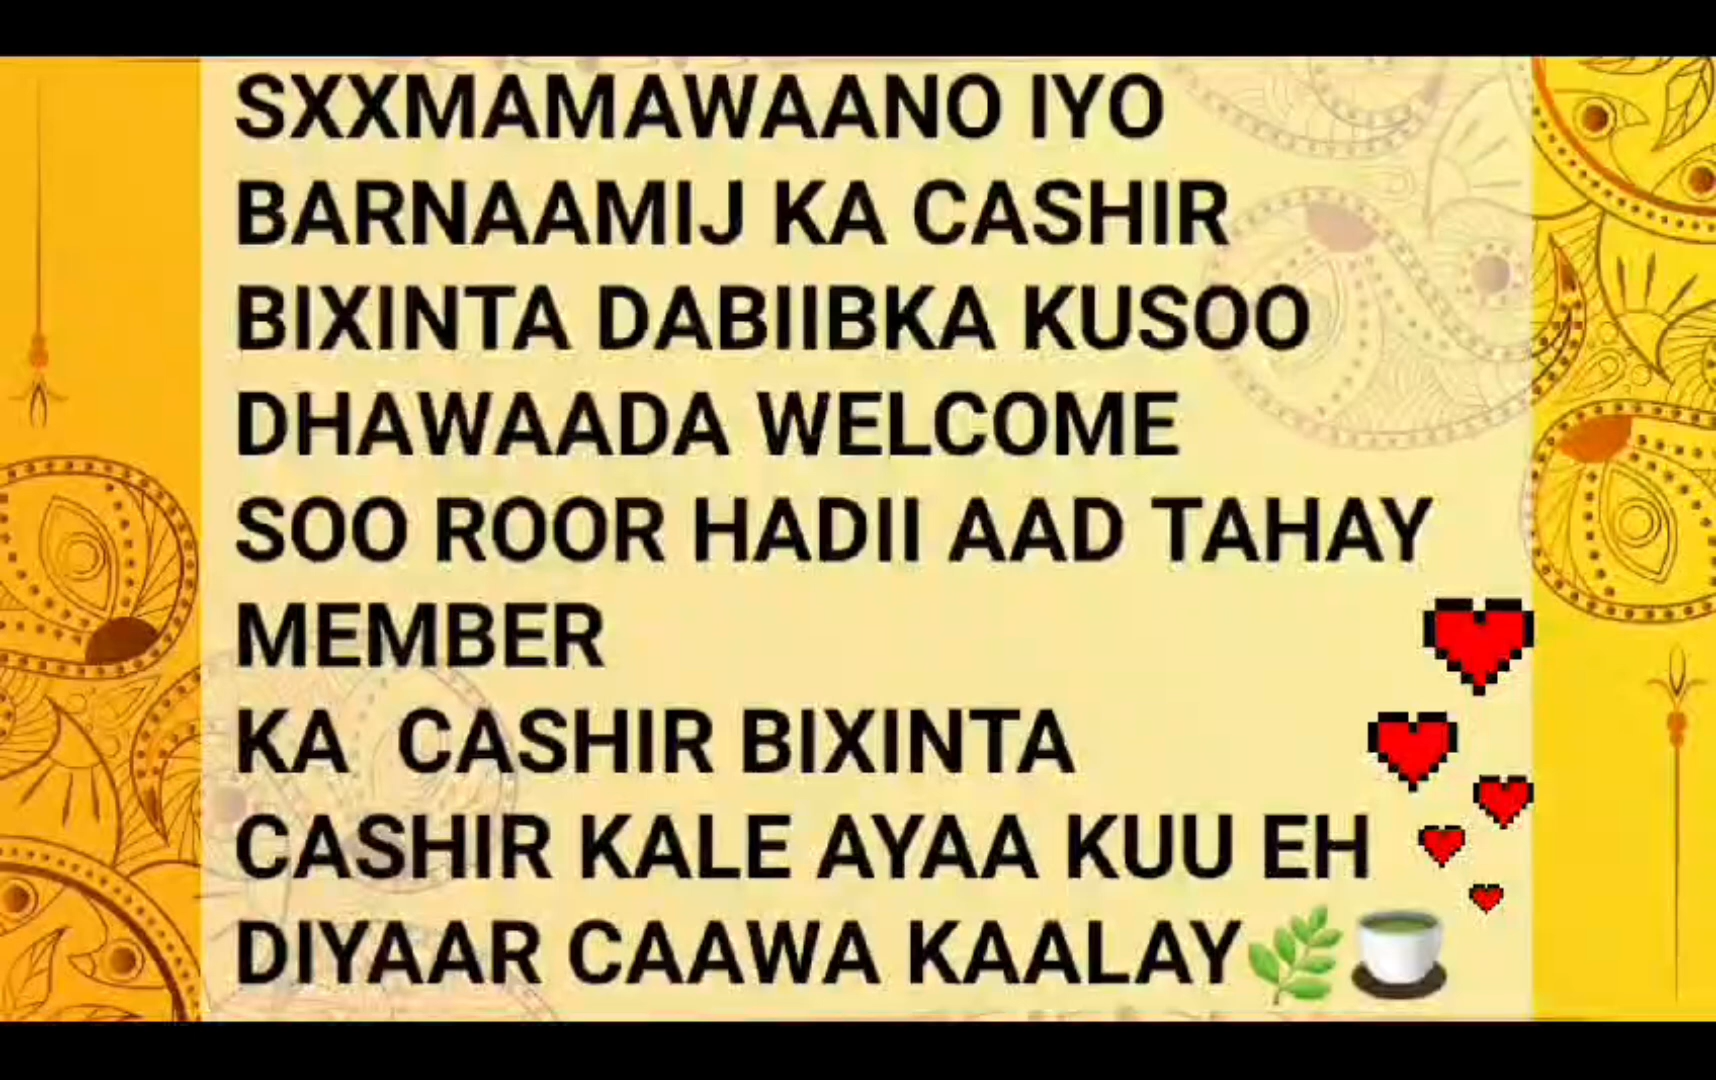 SXXMAMAWAANO IYO
BARNAAMIJ KA CASHIR
BIXINTA DABIIBKA KUSOO
DHAWAADA WELCOME
SOO ROOR HADII AAD TAHAY
MEMBER
KA CASHIR BIXINTA
CASHIR KALE AYAA KUU EH
DIYAAR CAAWA KAALAY🌿🍵